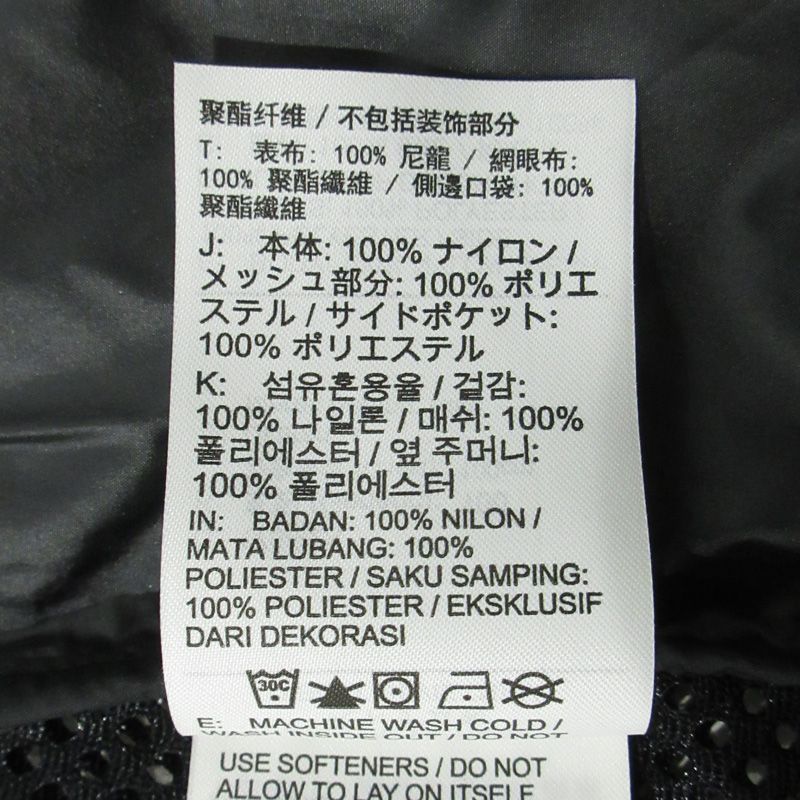 聚酯纤维 / 不包括装饰部分
T: 表布: 100% 尼龍 / 網眼布:
100% 聚酯纖維 / 側邊口袋: 100%
聚酯纖維
J: 本体: 100% ナイロン /
メッシュ部分: 100% ポリエ
ステル / サイドポケット:
100% ポリエステル
K: 섬유혼용율 / 겉감:
100% 나일론 / 매쉬: 100%
폴리에스터 / 옆 주머니:
100% 폴리에스터
IN: BADAN: 100% NILON /
MATA LUBANG: 100%
POLIESTER / SAKU SAMPING:
100% POLIESTER / EKSKLUSIF
DARI DEKORASI
30C
E: MACHINE WASH COLD /
WASH INSIDE OUT / DO NOT
USE SOFTENERS / DO NOT
ALLOW TO LAY ON ITSELF